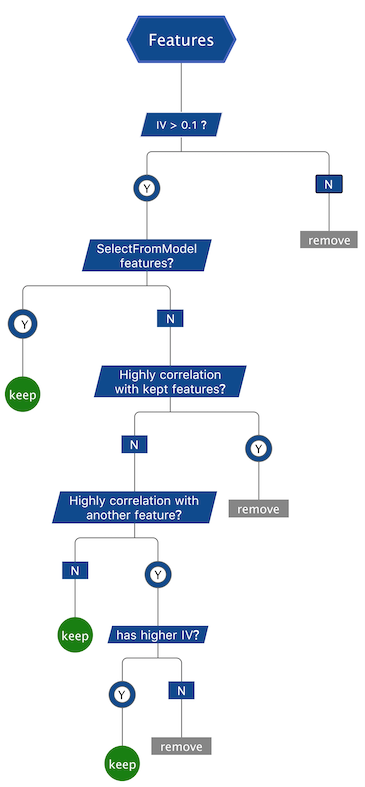 Features
IV > 0.1 ?
Y
N
remove
SelectFromModel
features?
Y
N
keep
Highly correlation
with kept features?
N
Y
remove
Highly correlation with
another feature?
N
Y
keep
has higher IV?
Y
N
remove
keep